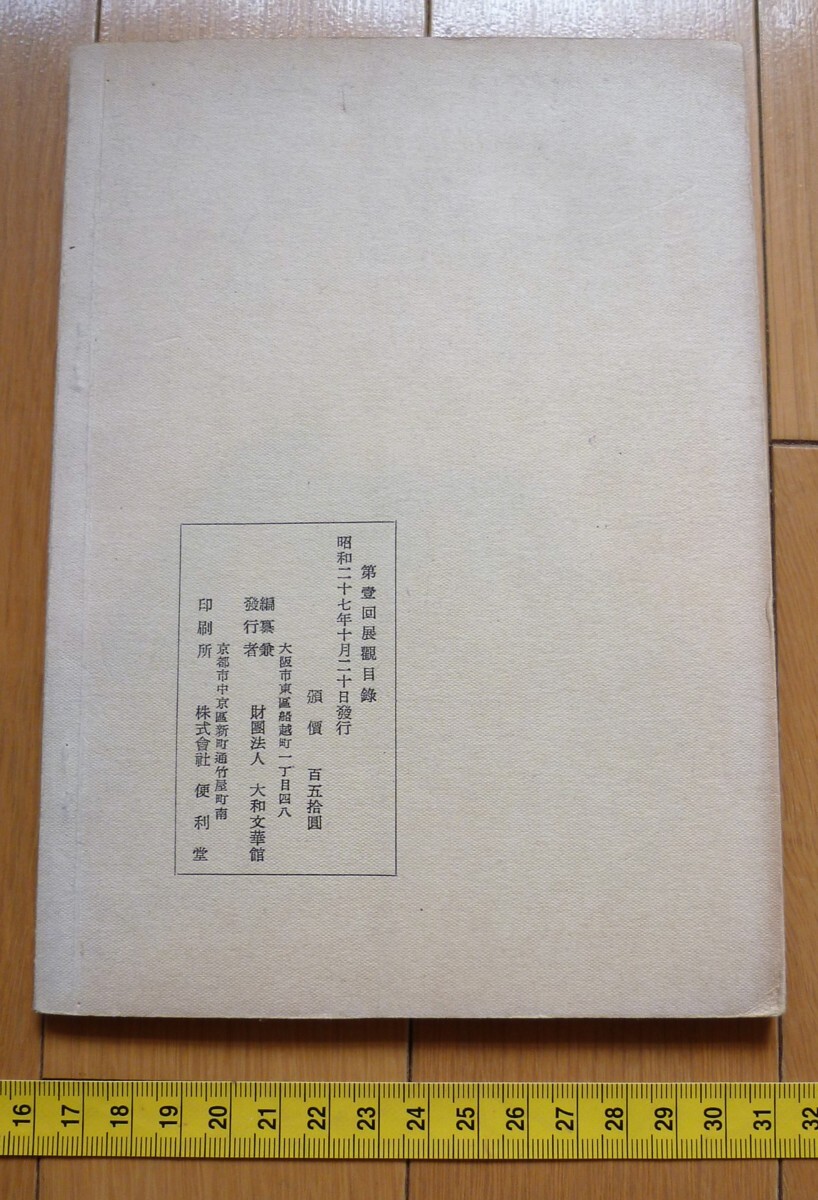 第壹回展觀目錄
昭和二十七年十月二十日發行
頒價 百五拾圓
大阪市東區船越町一丁目四八
編纂兼
發行者 財團法人 大和文華館
京都市中京區新町通竹屋町南
印刷所 株式會社 便利堂
16 17 18 19 20 21 22 23 24 25 26 27 28 29 30 31 32